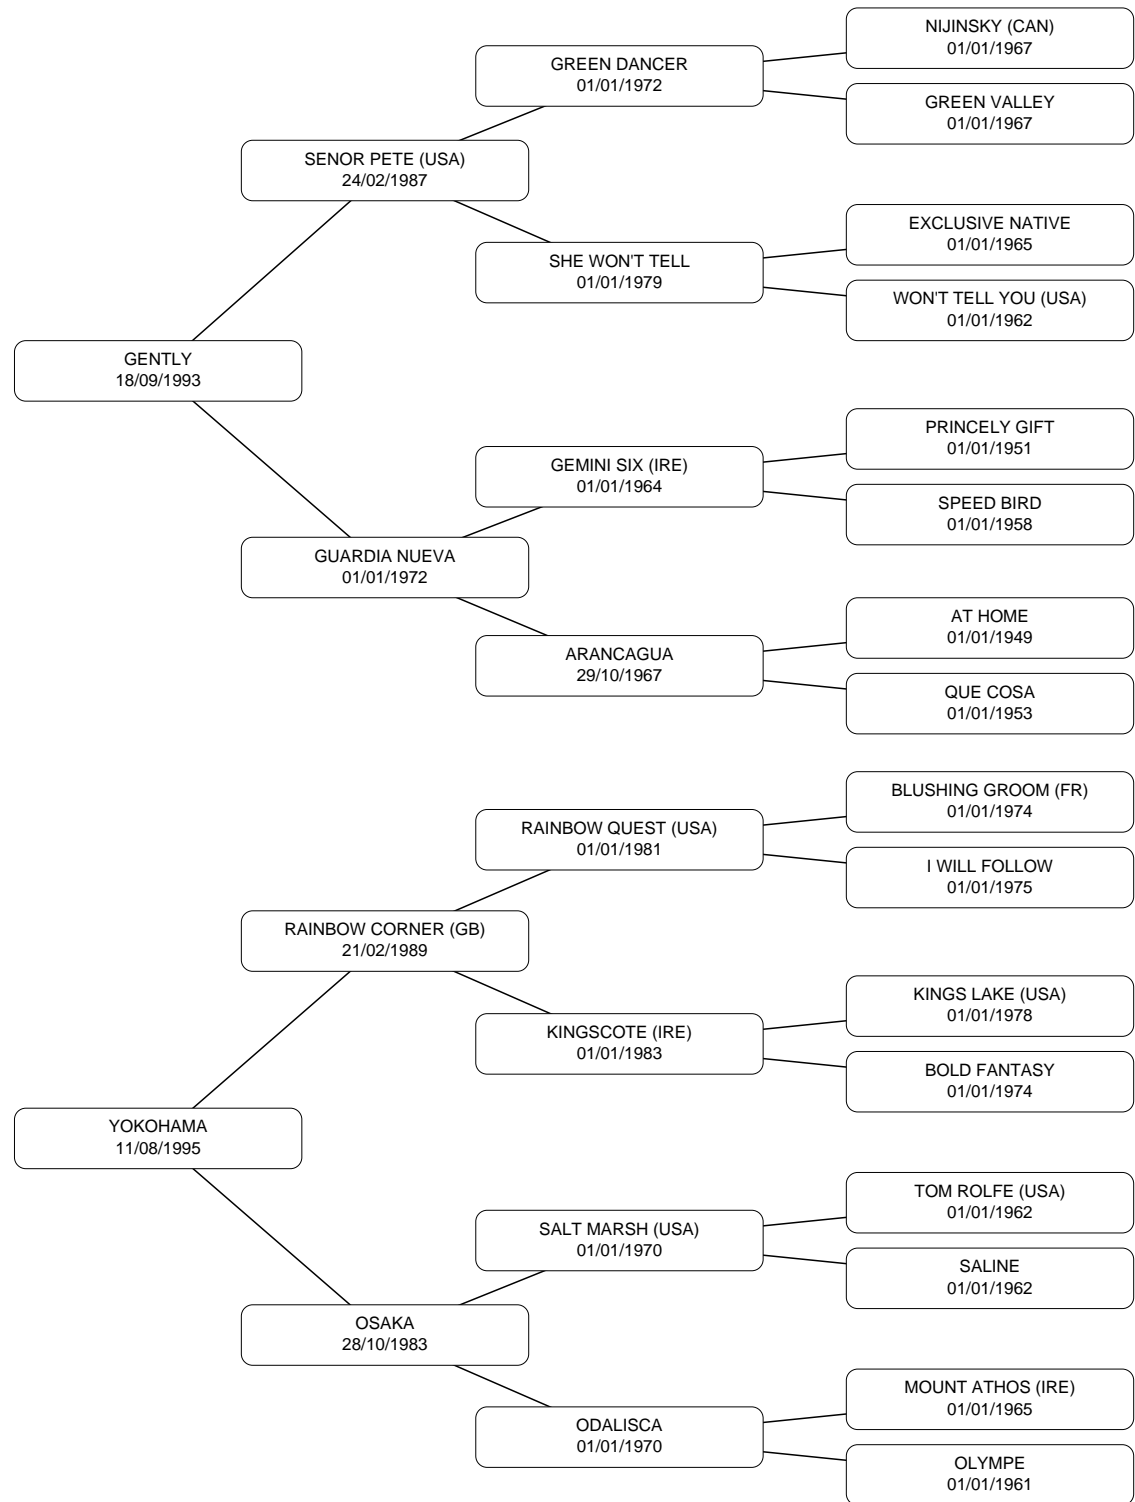 NIJINSKY (CAN)
01/01/1967
GREEN DANCER
01/01/1972
GREEN VALLEY
01/01/1967
SENOR PETE (USA)
24/02/1987
EXCLUSIVE NATIVE
01/01/1965
SHE WON'T TELL
01/01/1979
WON'T TELL YOU (USA)
01/01/1962
GENTLY
18/09/1993
PRINCELY GIFT
01/01/1951
GEMINI SIX (IRE)
01/01/1964
SPEED BIRD
01/01/1958
GUARDIA NUEVA
01/01/1972
AT HOME
01/01/1949
ARANCAGUA
29/10/1967
QUE COSA
01/01/1953
BLUSHING GROOM (FR)
01/01/1974
RAINBOW QUEST (USA)
01/01/1981
I WILL FOLLOW
01/01/1975
RAINBOW CORNER (GB)
21/02/1989
KINGS LAKE (USA)
01/01/1978
KINGSCOTE (IRE)
01/01/1983
BOLD FANTASY
01/01/1974
YOKOHAMA
11/08/1995
TOM ROLFE (USA)
01/01/1962
SALT MARSH (USA)
01/01/1970
SALINE
01/01/1962
OSAKA
28/10/1983
MOUNT ATHOS (IRE)
01/01/1965
ODALISCA
01/01/1970
OLYMPE
01/01/1961